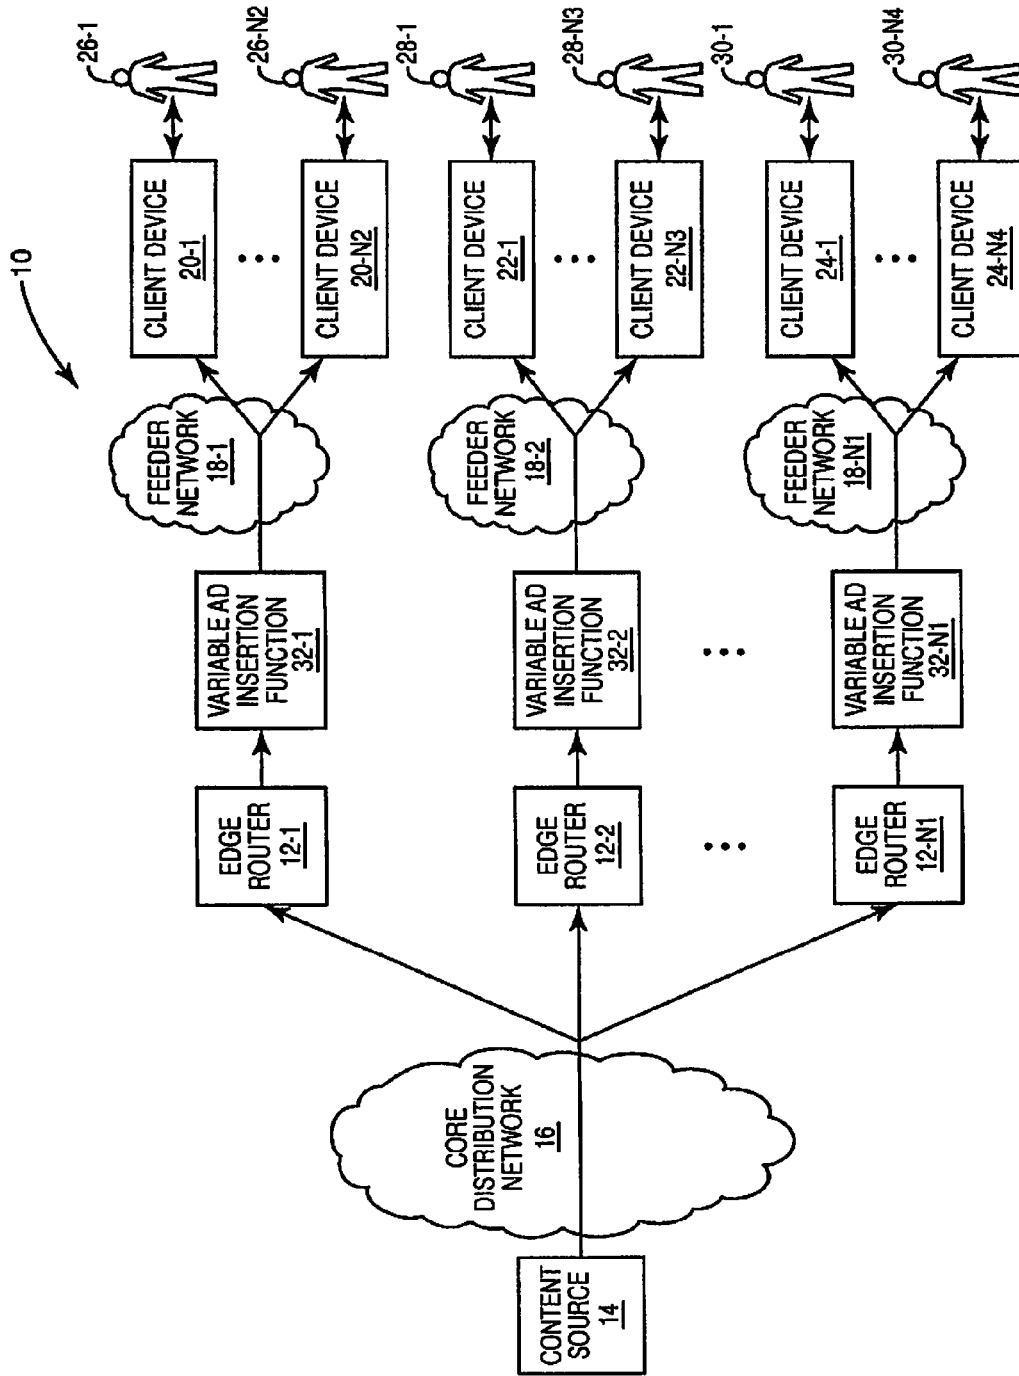 10
CONTENT
SOURCE
14
CORE
DISTRIBUTION
NETWORK
16
EDGE
ROUTER
12-1
VARIABLE AD
INSERTION
FUNCTION
32-1
FEEDER
NETWORK
18-1
CLIENT DEVICE
20-1
26-1
CLIENT DEVICE
20-N2
26-N2
EDGE
ROUTER
12-2
VARIABLE AD
INSERTION
FUNCTION
32-2
FEEDER
NETWORK
18-2
CLIENT DEVICE
22-1
28-1
CLIENT DEVICE
22-N3
28-N3
EDGE
ROUTER
12-N1
VARIABLE AD
INSERTION
FUNCTION
32-N1
FEEDER
NETWORK
18-N1
CLIENT DEVICE
24-1
30-1
CLIENT DEVICE
24-N4
30-N4